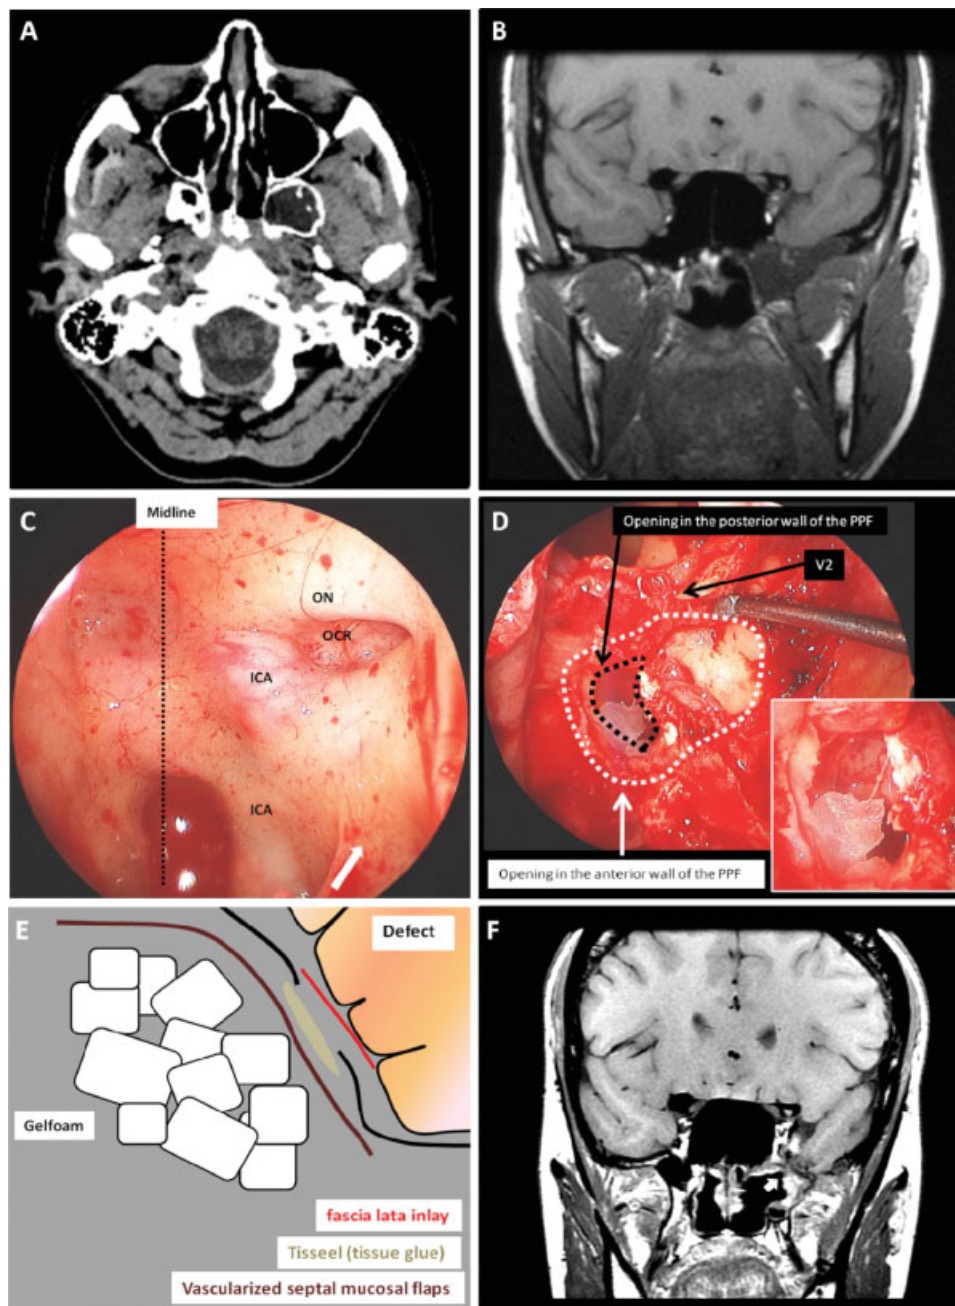 A
B
C
Midline
ON
OCR
ICA
ICA
D
Opening in the posterior wall of the PPF
V2
Opening in the anterior wall of the PPF
E
Defect
Gelfoam
fascia lata inlay
Tisseel (tissue glue)
Vascularized septal mucosal flaps
F